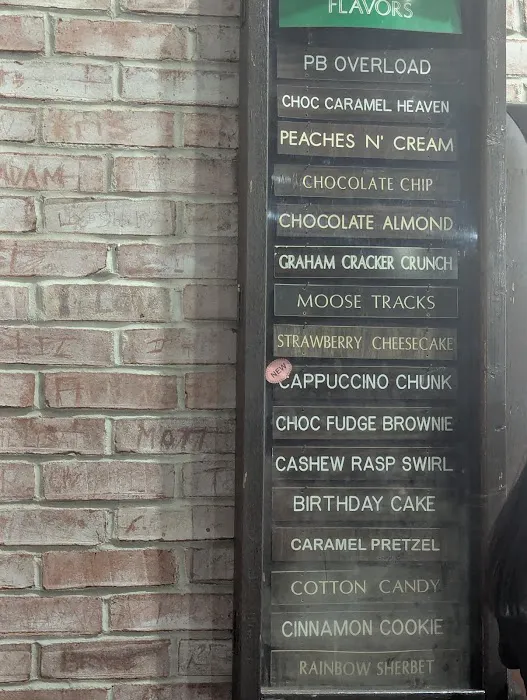 FLAVORS
PB OVERLOAD
CHOC CARAMEL HEAVEN
PEACHES N' CREAM
CHOCOLATE CHIP
CHOCOLATE ALMOND
GRAHAM CRACKER CRUNCH
MOOSE TRACKS
STRAWBERRY CHEESECAKE
NEW
CAPPUCCINO CHUNK
CHOC FUDGE BROWNIE
CASHEW RASP SWIRL
BIRTHDAY CAKE
CARAMEL PRETZEL
COTTON CANDY
CINNAMON COOKIE
RAINBOW SHERBET
ADAM
MOTT